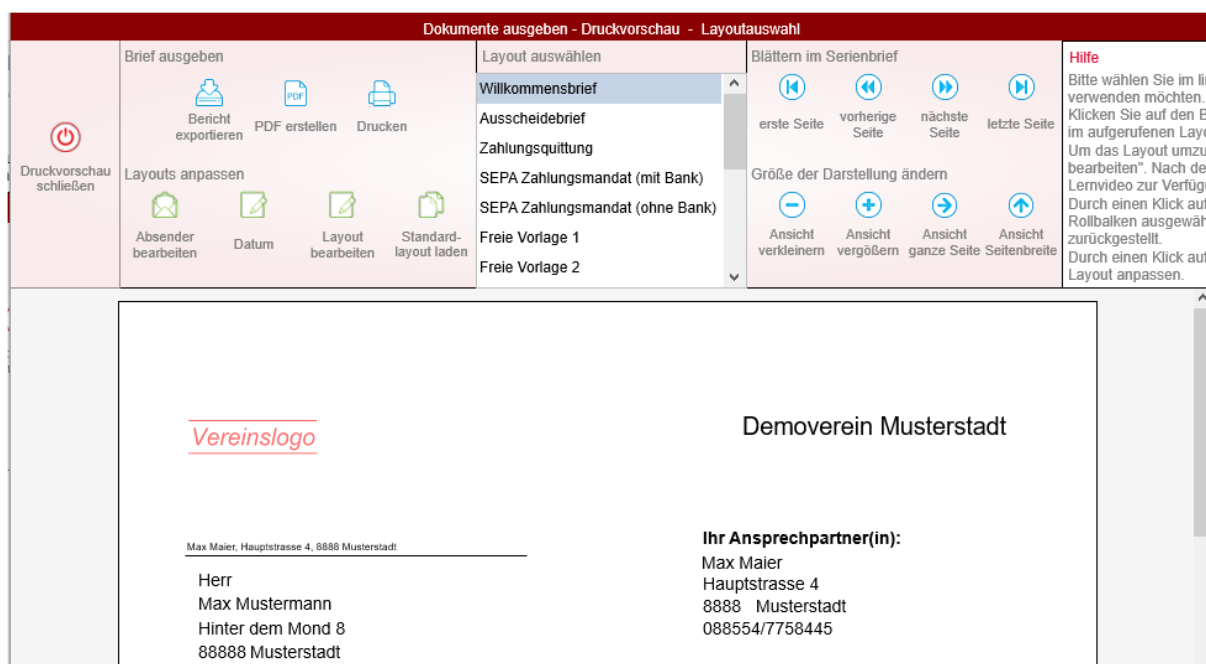 Dokumente ausgeben - Druckvorschau - Layoutauswahl
Druckvorschau
schließen
Brief ausgeben
Bericht
exportieren
PDF
PDF erstellen
Drucken
Layouts anpassen
Absender
bearbeiten
Datum
Layout
bearbeiten
Standard-
layout laden
Layout auswählen
Willkommensbrief
Ausscheidebrief
Zahlungsquittung
SEPA Zahlungsmandat (mit Bank)
SEPA Zahlungsmandat (ohne Bank)
Freie Vorlage 1
Freie Vorlage 2
Blättern im Serienbrief
erste Seite
vorherige
Seite
nächste
Seite
letzte Seite
Größe der Darstellung ändern
Ansicht
verkleinern
Ansicht
vergößern
Ansicht
ganze Seite
Ansicht
Seitenbreite
Hilfe
Bitte wählen Sie im
verwenden möchten.
Klicken Sie auf den
im aufgerufenen
Um das Layout
bearbeiten". Nach
Lernvideo zur
Durch einen Klick auf
Rollbalken
zurückgestellt.
Durch einen Klick auf
Layout anpassen.
Vereinslogo
Demoverein Musterstadt
Max Maier, Hauptstrasse 4, 8888 Musterstadt
Herr
Max Mustermann
Hinter dem Mond 8
88888 Musterstadt
Ihr Ansprechpartner(in):
Max Maier
Hauptstrasse 4
8888 Musterstadt
088554/7758445